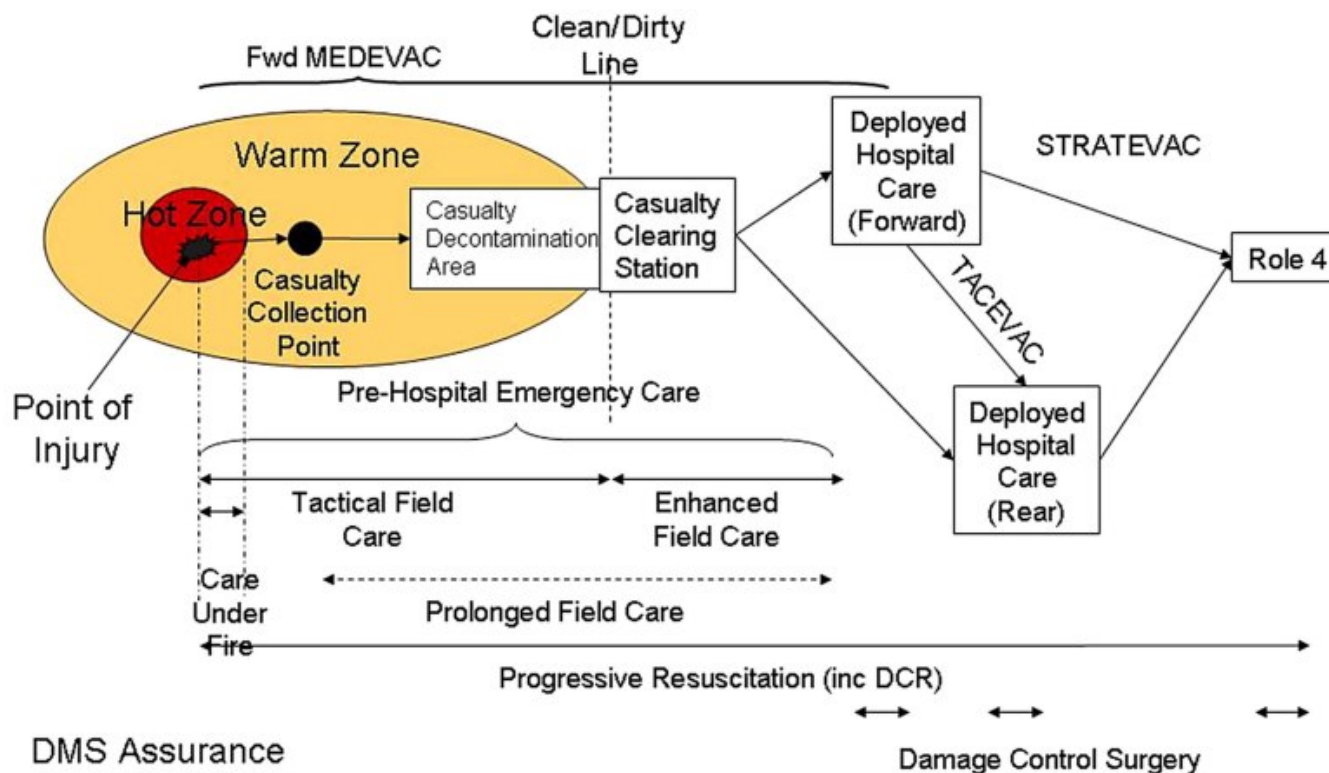 Clean/Dirty
Line
Fwd MEDEVAC
Warm Zone
Hot Zone
Casualty
Collection
Point
Casualty
Decontamination
Area
Casualty
Clearing
Station
Deployed
Hospital
Care
(Forward)
STRATEVAC
TACEVAC
Role 4
Deployed
Hospital
Care
(Rear)
Point of
Injury
Pre-Hospital Emergency Care
Tactical Field
Care
Enhanced
Field Care
Care
Under
Fire
Prolonged Field Care
Progressive Resuscitation (inc DCR)
Damage Control Surgery
DMS Assurance